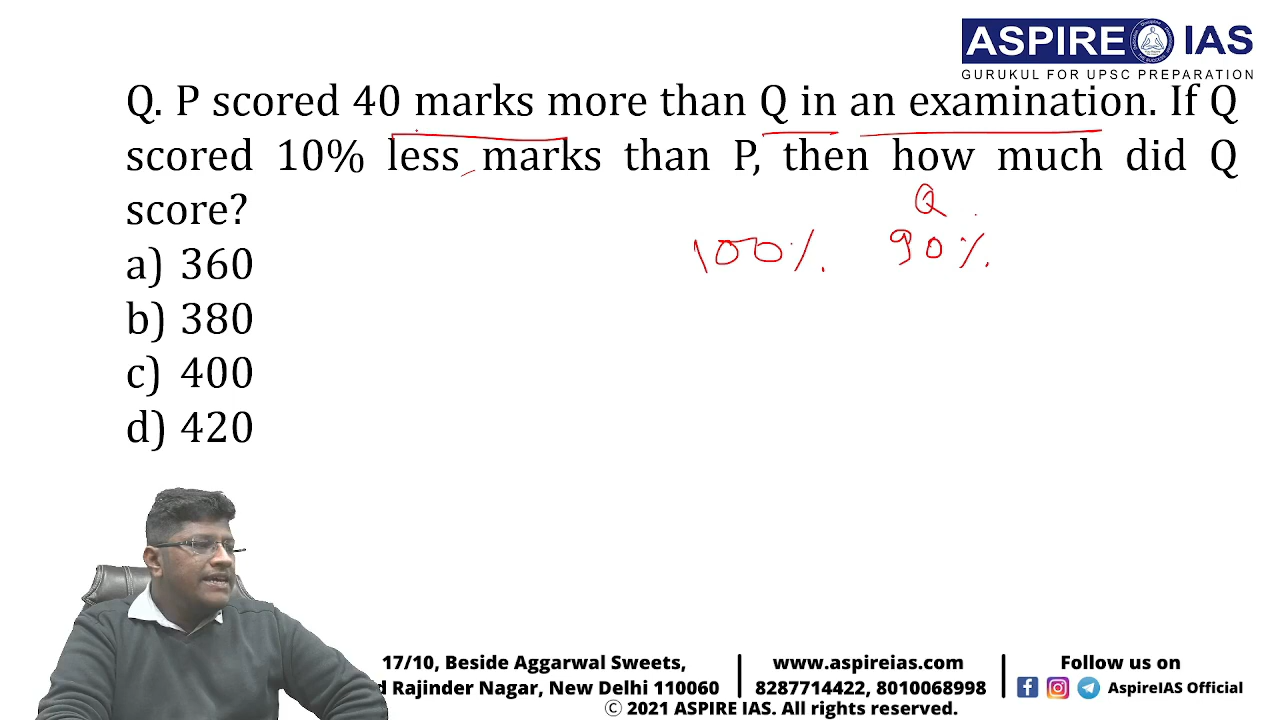 ASPIRE IAS
GURUKUL FOR UPSC PREPARATION
Q. P scored 40 marks more than Q in an examination. If Q
scored 10% less marks than P, then how much did Q
score?
Q
100% 90%
a) 360
b) 380
c) 400
d) 420
17/10, Beside Aggarwal Sweets,
Rajinder Nagar, New Delhi 110060
www.aspireias.com
8287714422, 8010068998
Follow us on
AspireIAS Official
Ⓒ 2021 ASPIRE IAS. All rights reserved.